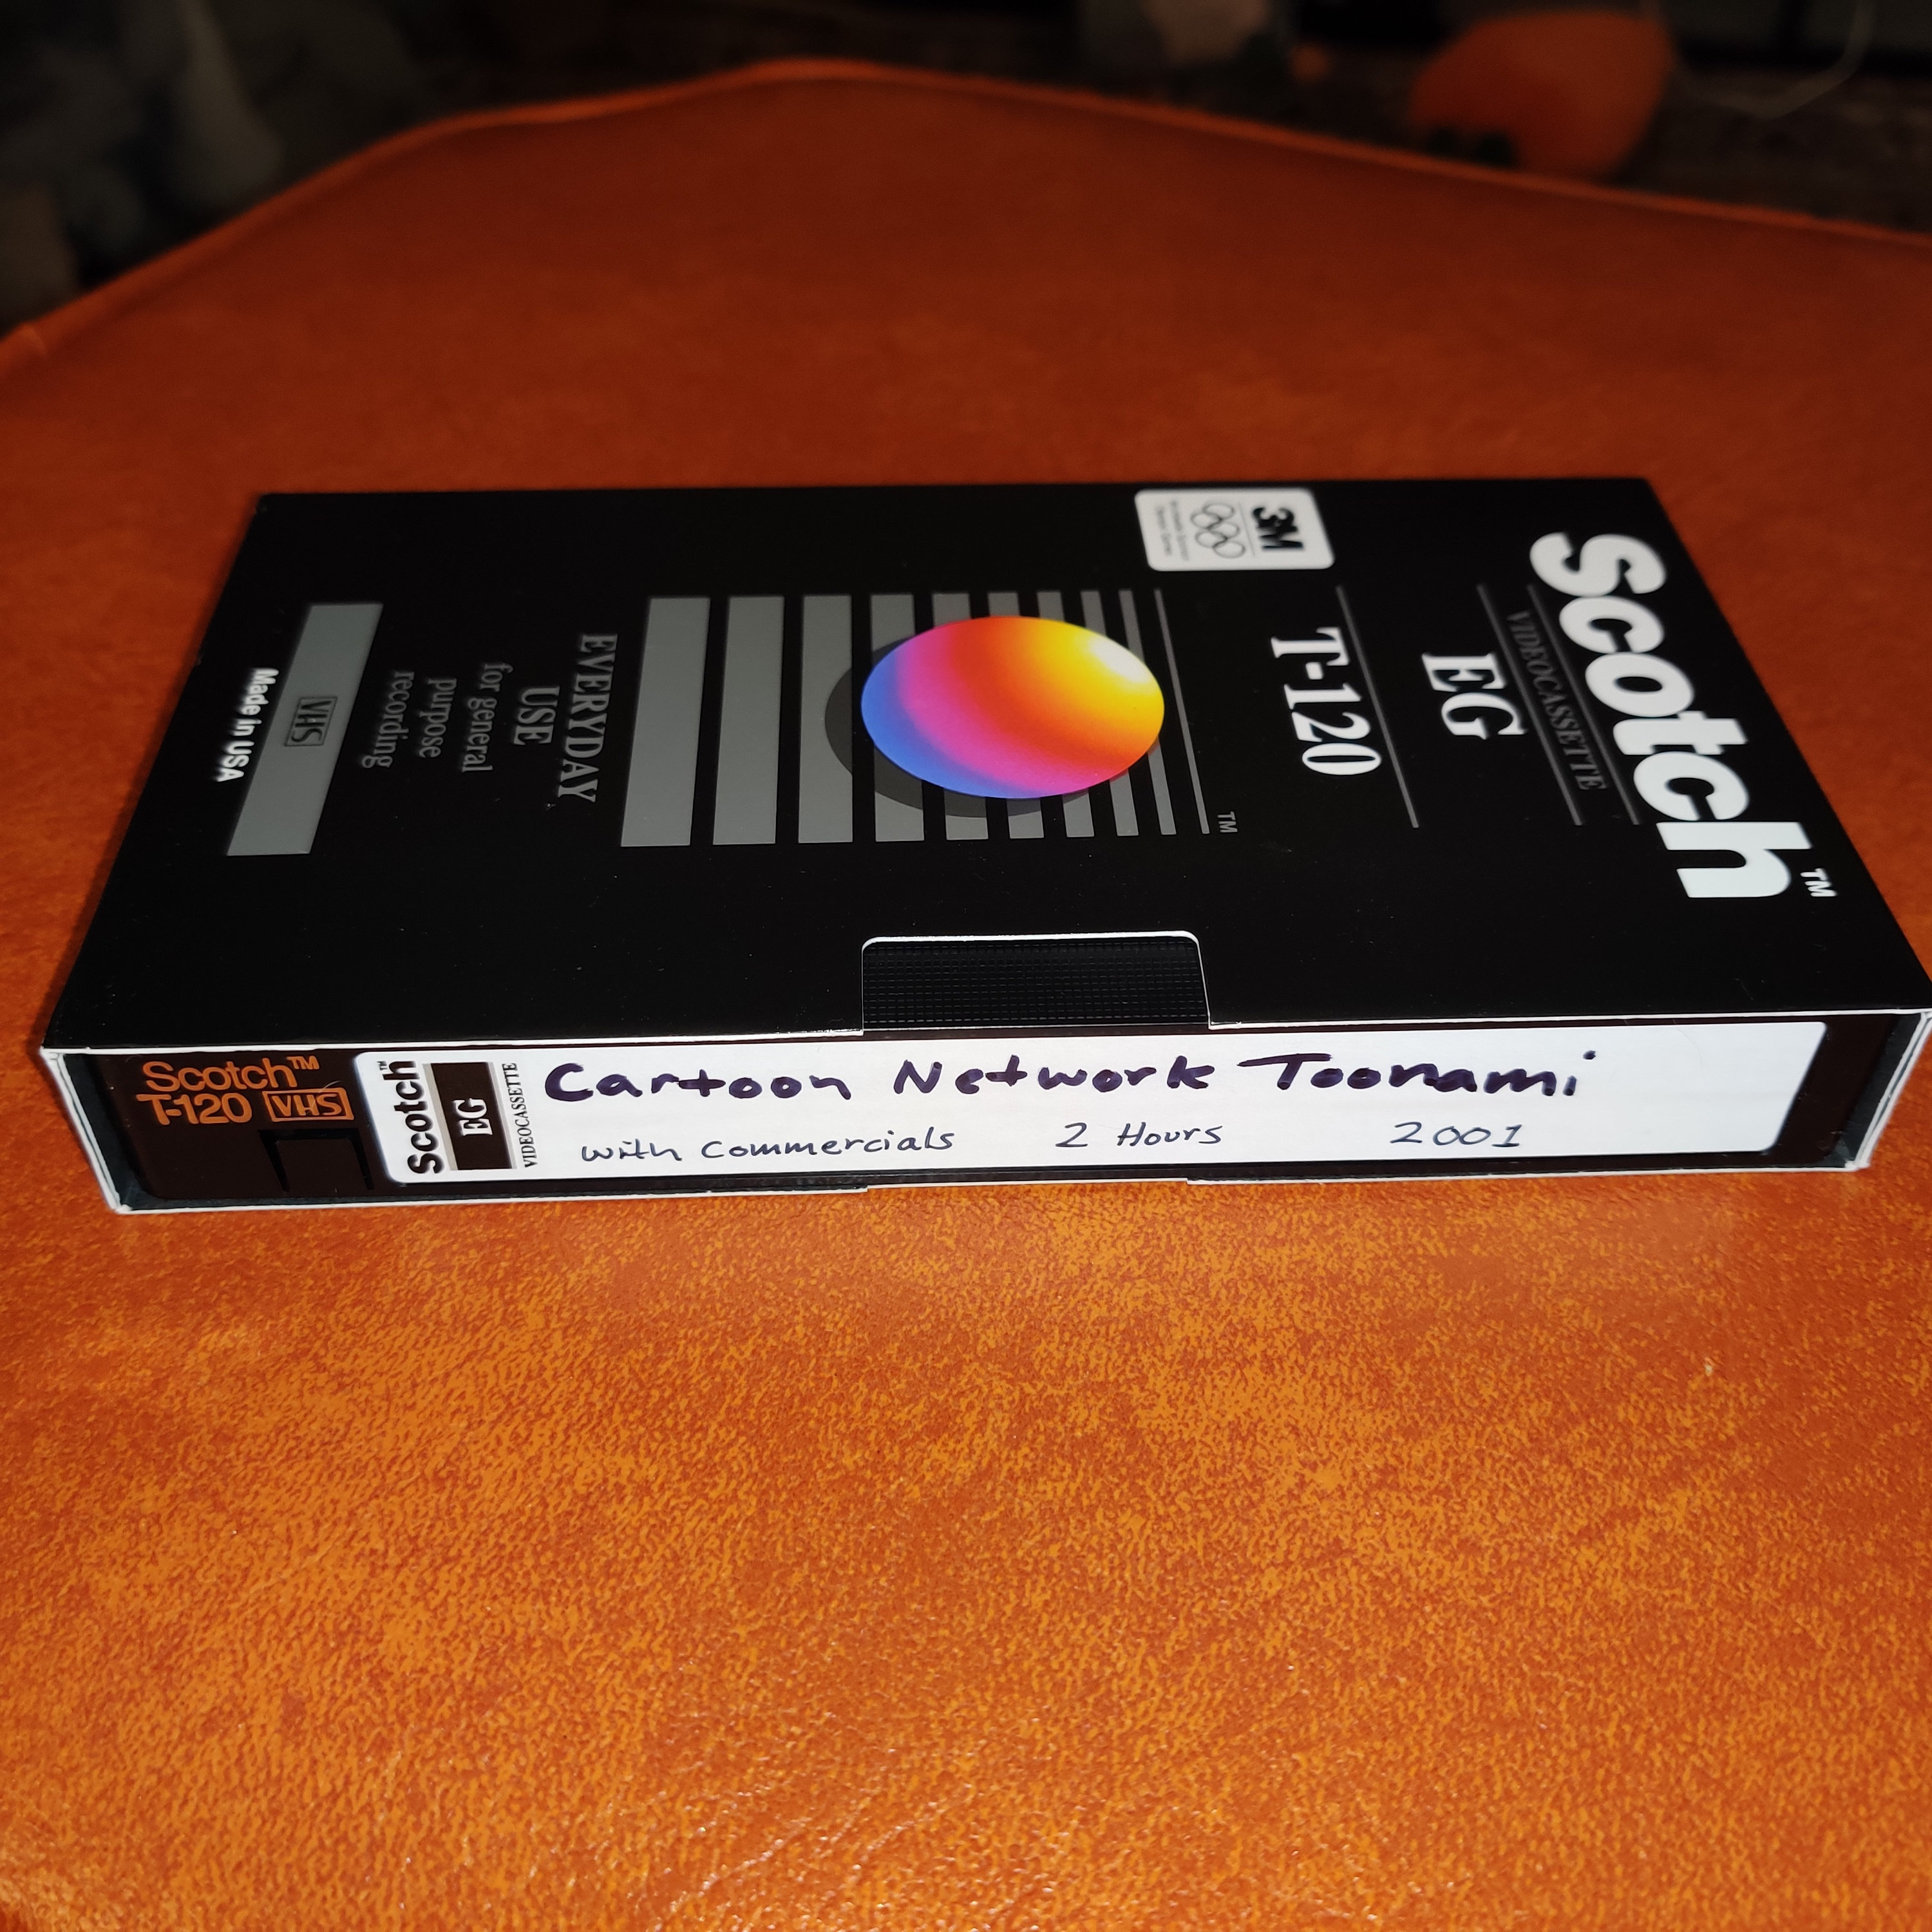 Scotch™
VIDEOCASSETTE
EG
T-120
3M
™
EVERYDAY
USE
for general
purpose
recording
VHS
Made in USA
Scotch™
T-120 VHS
Scotch™
EG
VIDEOCASSETTE
Cartoon Network Toonami
with Commercials 2 Hours 2001